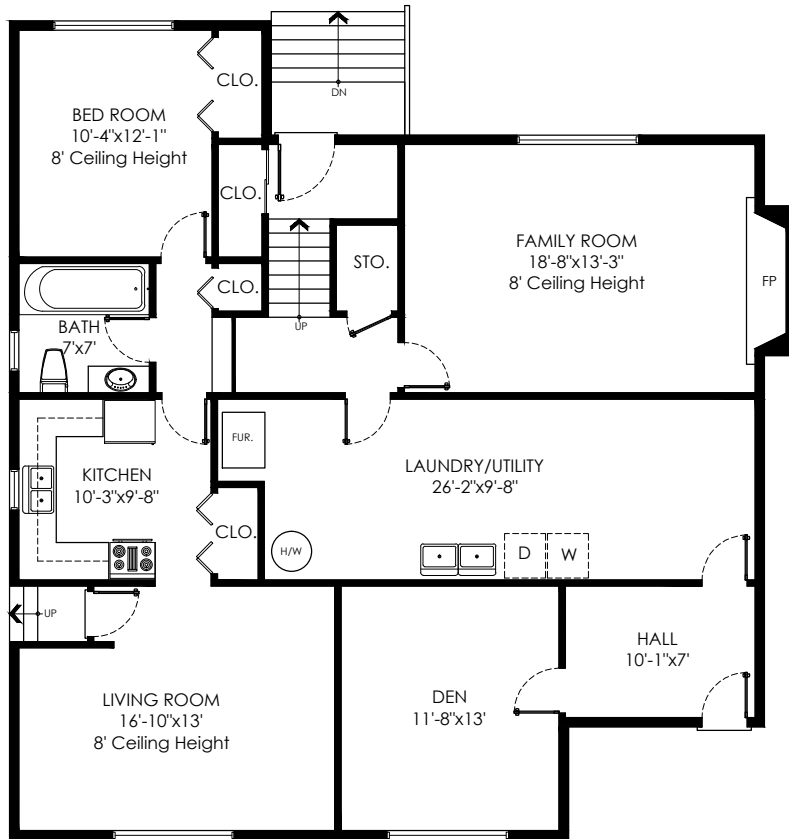 CLO.
BED ROOM
10'-4"x12'-1"
8' Ceiling Height
DN
CLO.
FAMILY ROOM
18'-8"x13'-3"
8' Ceiling Height
STO.
FP
CLO.
UP
BATH
7'x7'
FUR.
KITCHEN
10'-3"x9'-8"
LAUNDRY/UTILITY
26'-2"x9'-8"
CLO.
H/W
D
W
UP
HALL
10'-1"x7'
LIVING ROOM
16'-10"x13'
8' Ceiling Height
DEN
11'-8"x13'